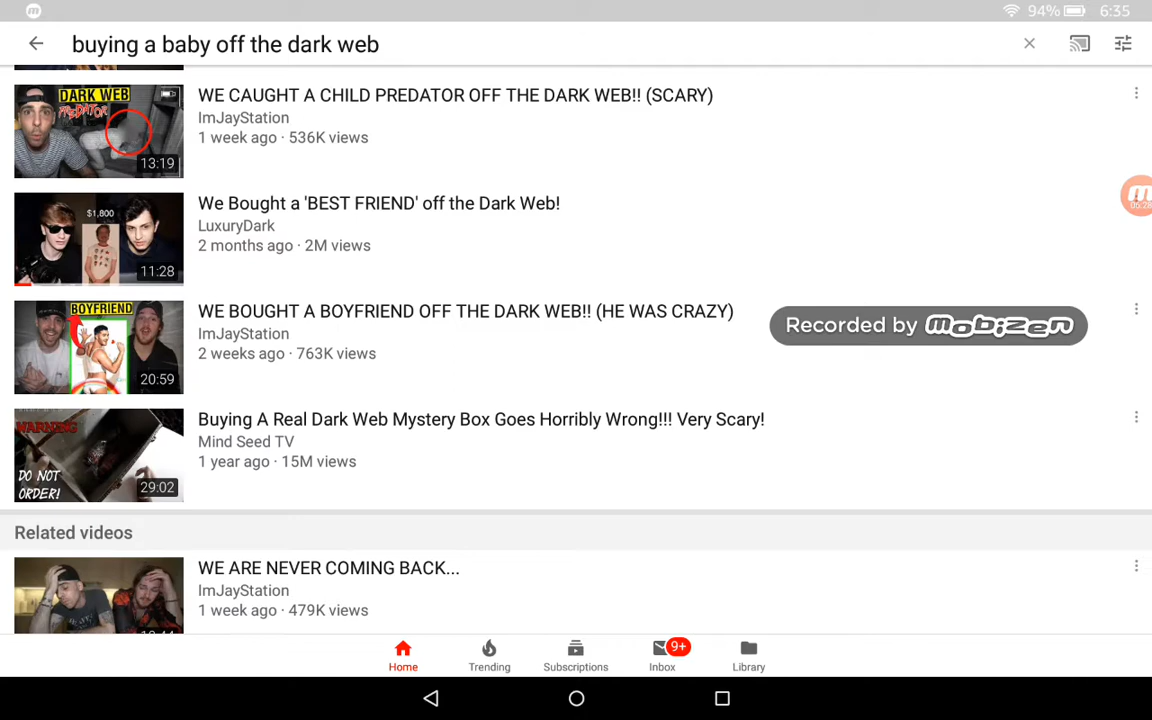 94% 6:35
buying a baby off the dark web
DARK WEB
PREDATOR
13:19
WE CAUGHT A CHILD PREDATOR OFF THE DARK WEB!! (SCARY)
ImJayStation
1 week ago · 536K views
$1,800
11:28
We Bought a 'BEST FRIEND' off the Dark Web!
LuxuryDark
2 months ago · 2M views
05:28
BOYFRIEND
20:59
WE BOUGHT A BOYFRIEND OFF THE DARK WEB!! (HE WAS CRAZY)
ImJayStation
2 weeks ago · 763K views
Recorded by mobizen
WARNING
DO NOT
ORDER!
29:02
Buying A Real Dark Web Mystery Box Goes Horribly Wrong!!! Very Scary!
Mind Seed TV
1 year ago · 15M views
Related videos
WE ARE NEVER COMING BACK...
ImJayStation
1 week ago · 479K views
9+
Home Trending Subscriptions Inbox Library